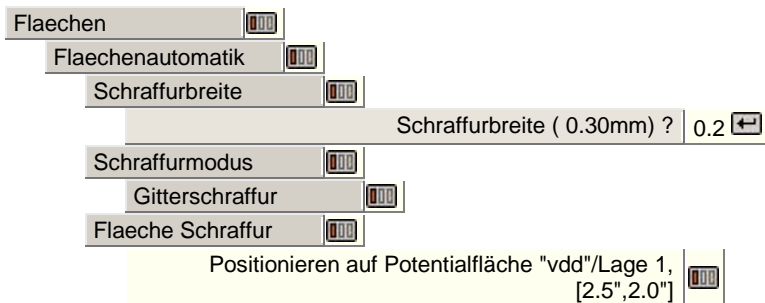 Flaechen
Flaechenautomatik
Schraffurbreite
Schraffurbreite ( 0.30mm) ? 0.2
Schraffurmodus
Gitterschraffur
Flaeche Schraffur
Positionieren auf Potentialfläche "vdd"/Lage 1,
[2.5",2.0"]